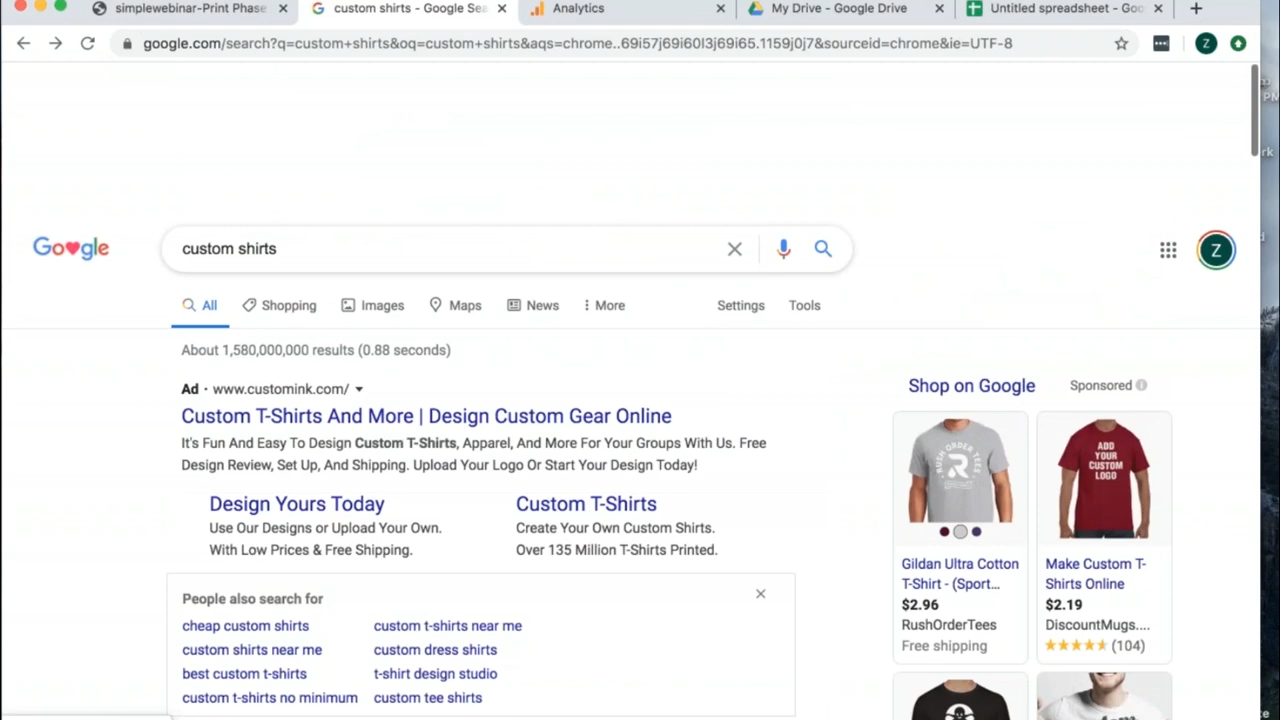 simplewebinar-Print Phase
custom shirts - Google Sea
Analytics
My Drive - Google Drive
Untitled spreadsheet - Goo
google.com/search?q=custom+shirts&oq=custom+shirts&aqs=chrome..69i57j69i60l3j69i65.1159j0j7&sourceid=chrome&ie=UTF-8
Z
PM
rk
Google
custom shirts
Z
All
Shopping
Images
Maps
News
More
Settings
Tools
About 1,580,000,000 results (0.88 seconds)
Ad · www.customink.com/
Custom T-Shirts And More | Design Custom Gear Online
It's Fun And Easy To Design Custom T-Shirts, Apparel, And More For Your Groups With Us. Free
Design Review, Set Up, And Shipping. Upload Your Logo Or Start Your Design Today!
Design Yours Today
Use Our Designs or Upload Your Own.
With Low Prices & Free Shipping.
Custom T-Shirts
Create Your Own Custom Shirts.
Over 135 Million T-Shirts Printed.
People also search for
cheap custom shirts
custom t-shirts near me
custom shirts near me
custom dress shirts
best custom t-shirts
t-shirt design studio
custom t-shirts no minimum
custom tee shirts
Shop on Google
Sponsored
RUSH ORDER TEES
R
ADD
YOUR
CUSTOM
LOGO
Gildan Ultra Cotton
T-Shirt - (Sport...
$2.96
RushOrderTees
Free shipping
Make Custom T-
Shirts Online
$2.19
DiscountMugs....
(104)